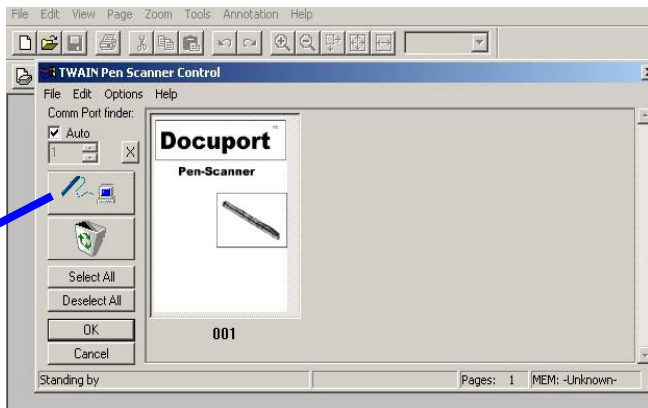 File Edit View Page Zoom Tools Annotation Help
TWAIN Pen Scanner Control
File Edit Options Help
Comm Port finder:
Auto
1 X
Docuport
Pen-Scanner
Select All
Deselect All
OK
Cancel
001
Standing by Pages: 1 MEM: -Unknown-